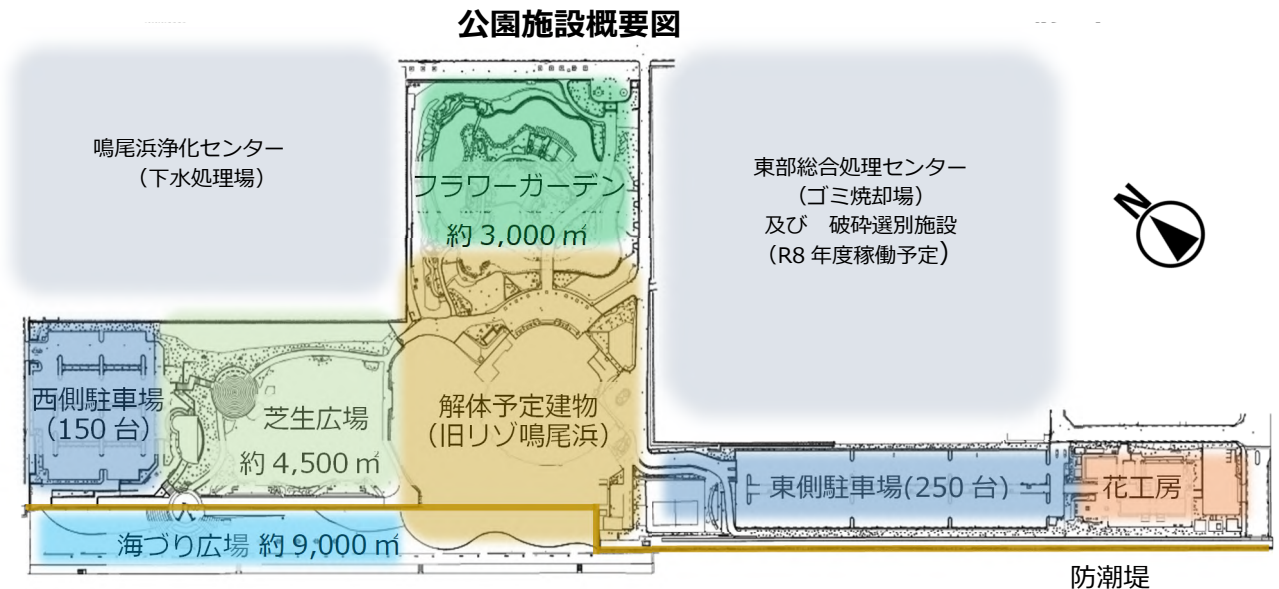 公園施設概要図
鳴尾浜浄化センター
（下水処理場）
フラワーガーデン
約 3,000 ㎡
東部総合処理センター
（ゴミ焼却場）
及び　破砕選別施設
（R8 年度稼働予定）
N
西側駐車場
（150 台）
芝生広場
約 4,500 ㎡
解体予定建物
（旧リゾ鳴尾浜）
東側駐車場(250 台)
花工房
海づり広場 約 9,000 ㎡
防潮堤